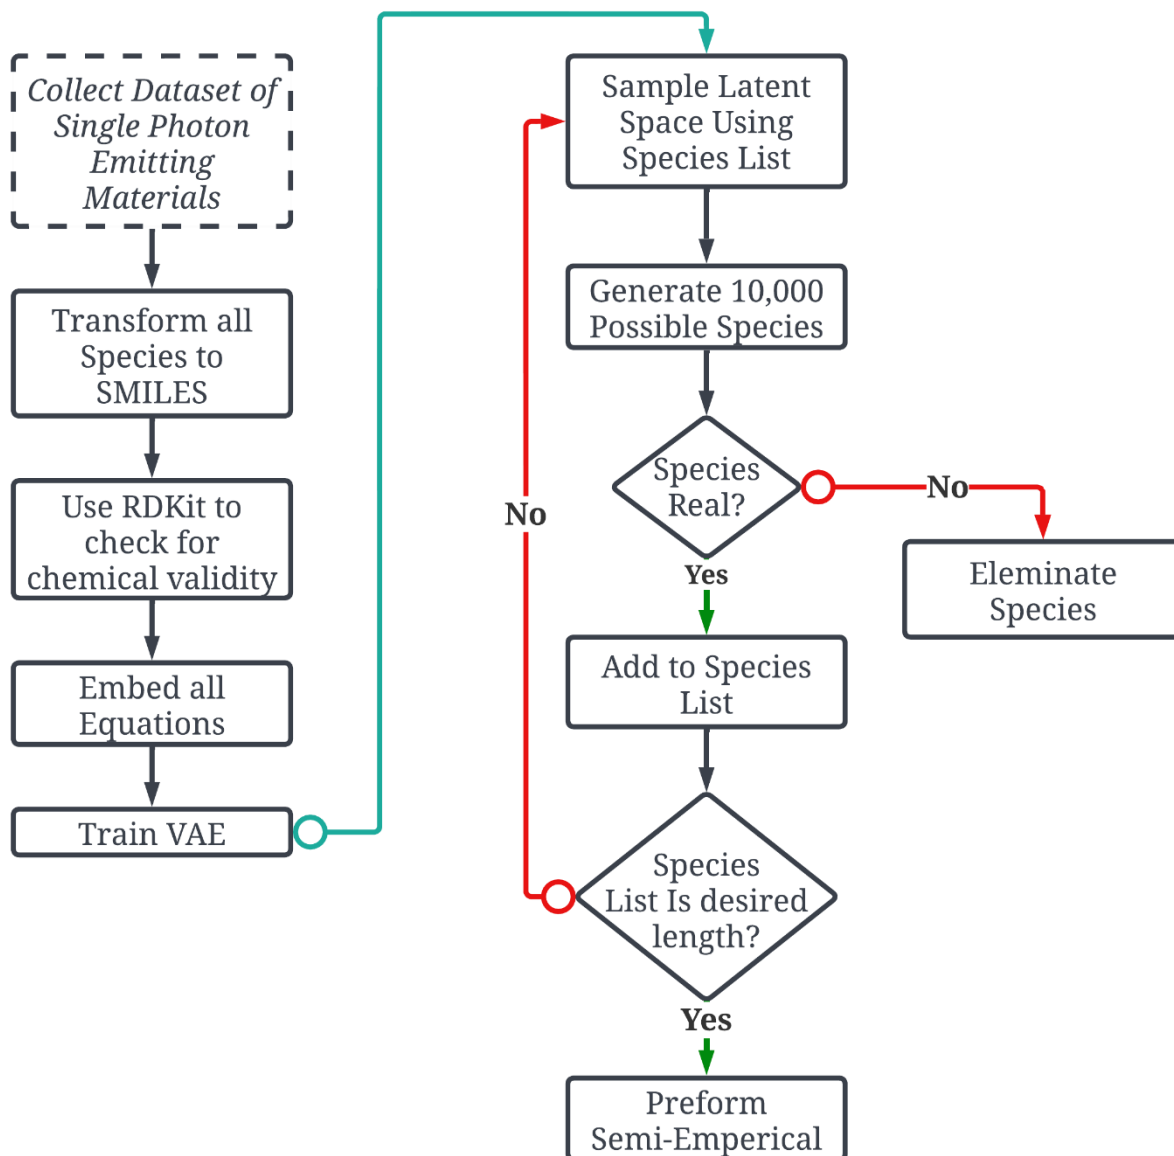 Collect Dataset of
Single Photon
Emitting
Materials
Transform all
Species to
SMILES
Use RDKit to
check for
chemical validity
Embed all
Equations
Train VAE
Sample Latent
Space Using
Species List
Generate 10,000
Possible Species
Species
Real?
No
Eleminate
Species
Yes
Add to Species
List
No
Species
List Is desired
length?
Yes
Preform
Semi-Emperical